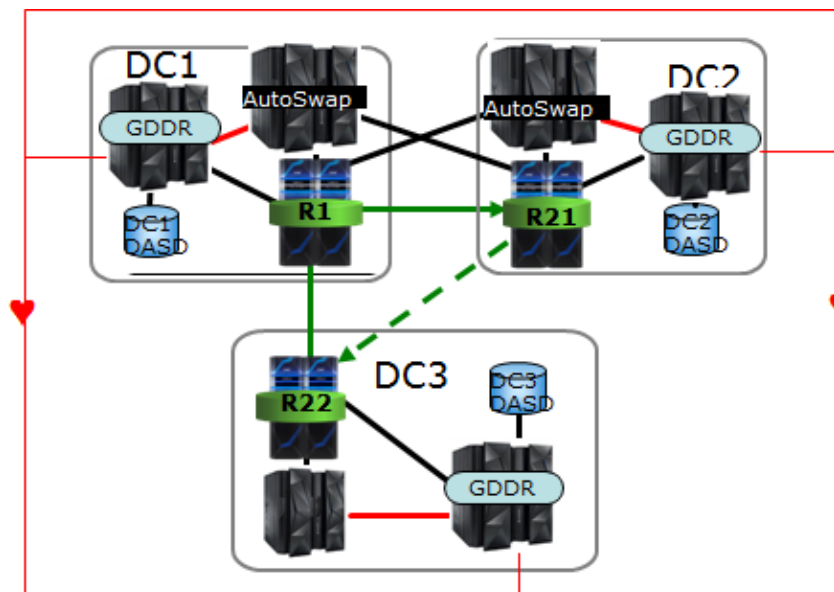 DC1
AutoSwap
GDDR
R1
DC1
DASD
DC2
AutoSwap
GDDR
R21
DC2
DASD
DC3
R22
DC3
DASD
GDDR